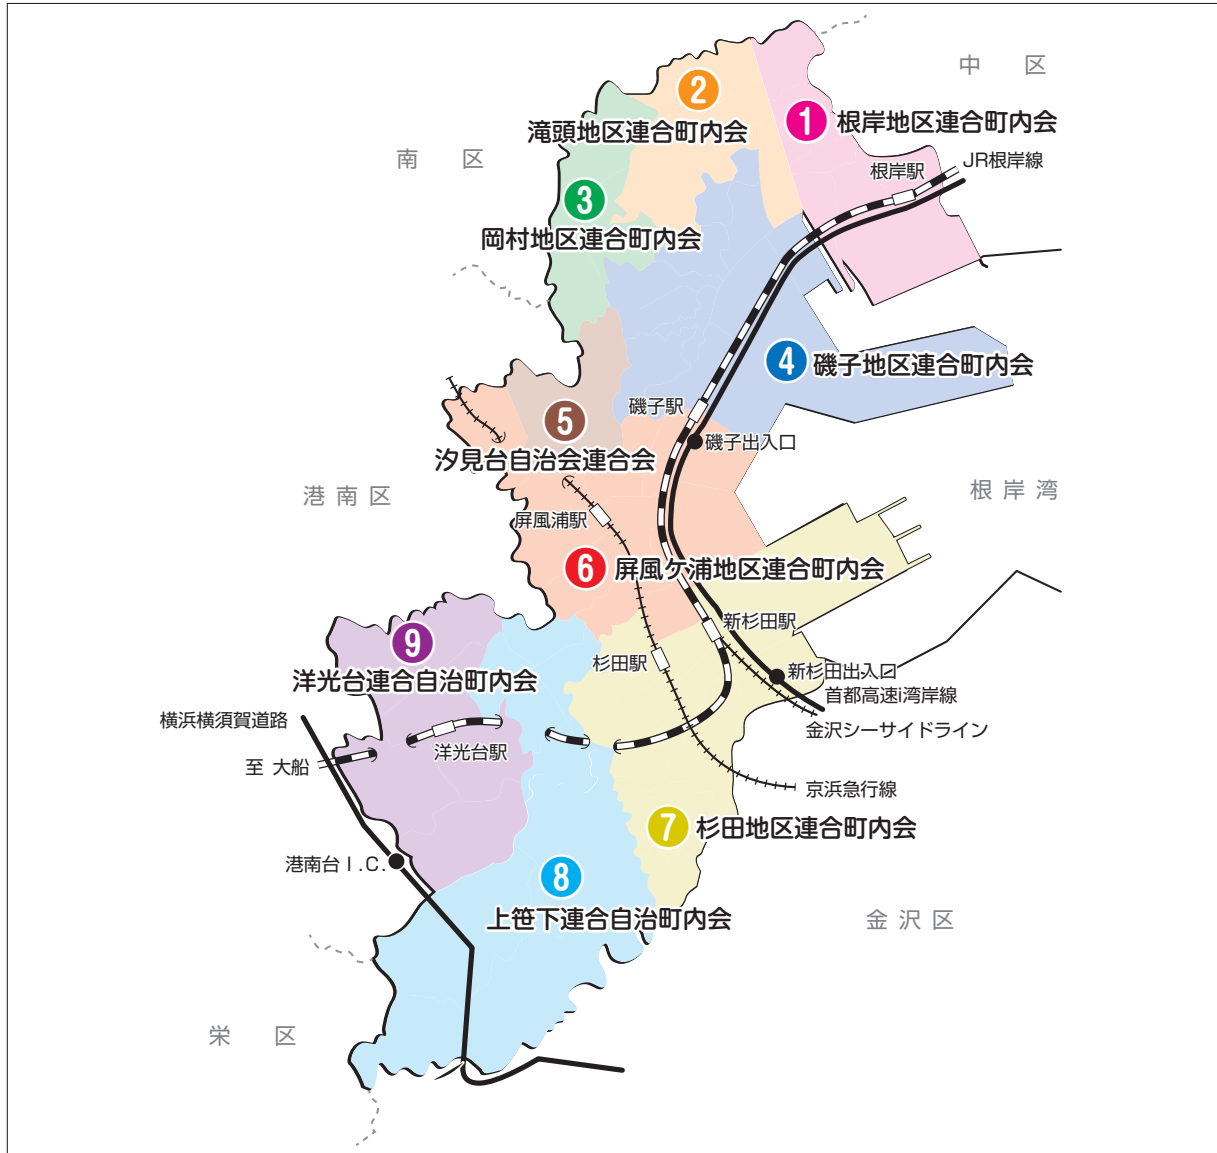 中 区
2
滝頭地区連合町内会
1
根岸地区連合町内会
南 区
根岸駅
JR根岸線
3
岡村地区連合町内会
4
磯子地区連合町内会
磯子駅
5
磯子出入口
汐見台自治会連合会
港南区
根岸湾
屏風浦駅
6
屏風ケ浦地区連合町内会
新杉田駅
9
洋光台連合自治町内会
杉田駅
新杉田出入口
首都高速湾岸線
金沢シーサイドライン
横浜横須賀道路
洋光台駅
至 大船
京浜急行線
7
杉田地区連合町内会
港南台I.C.
8
上笹下連合自治町内会
金沢区
栄 区